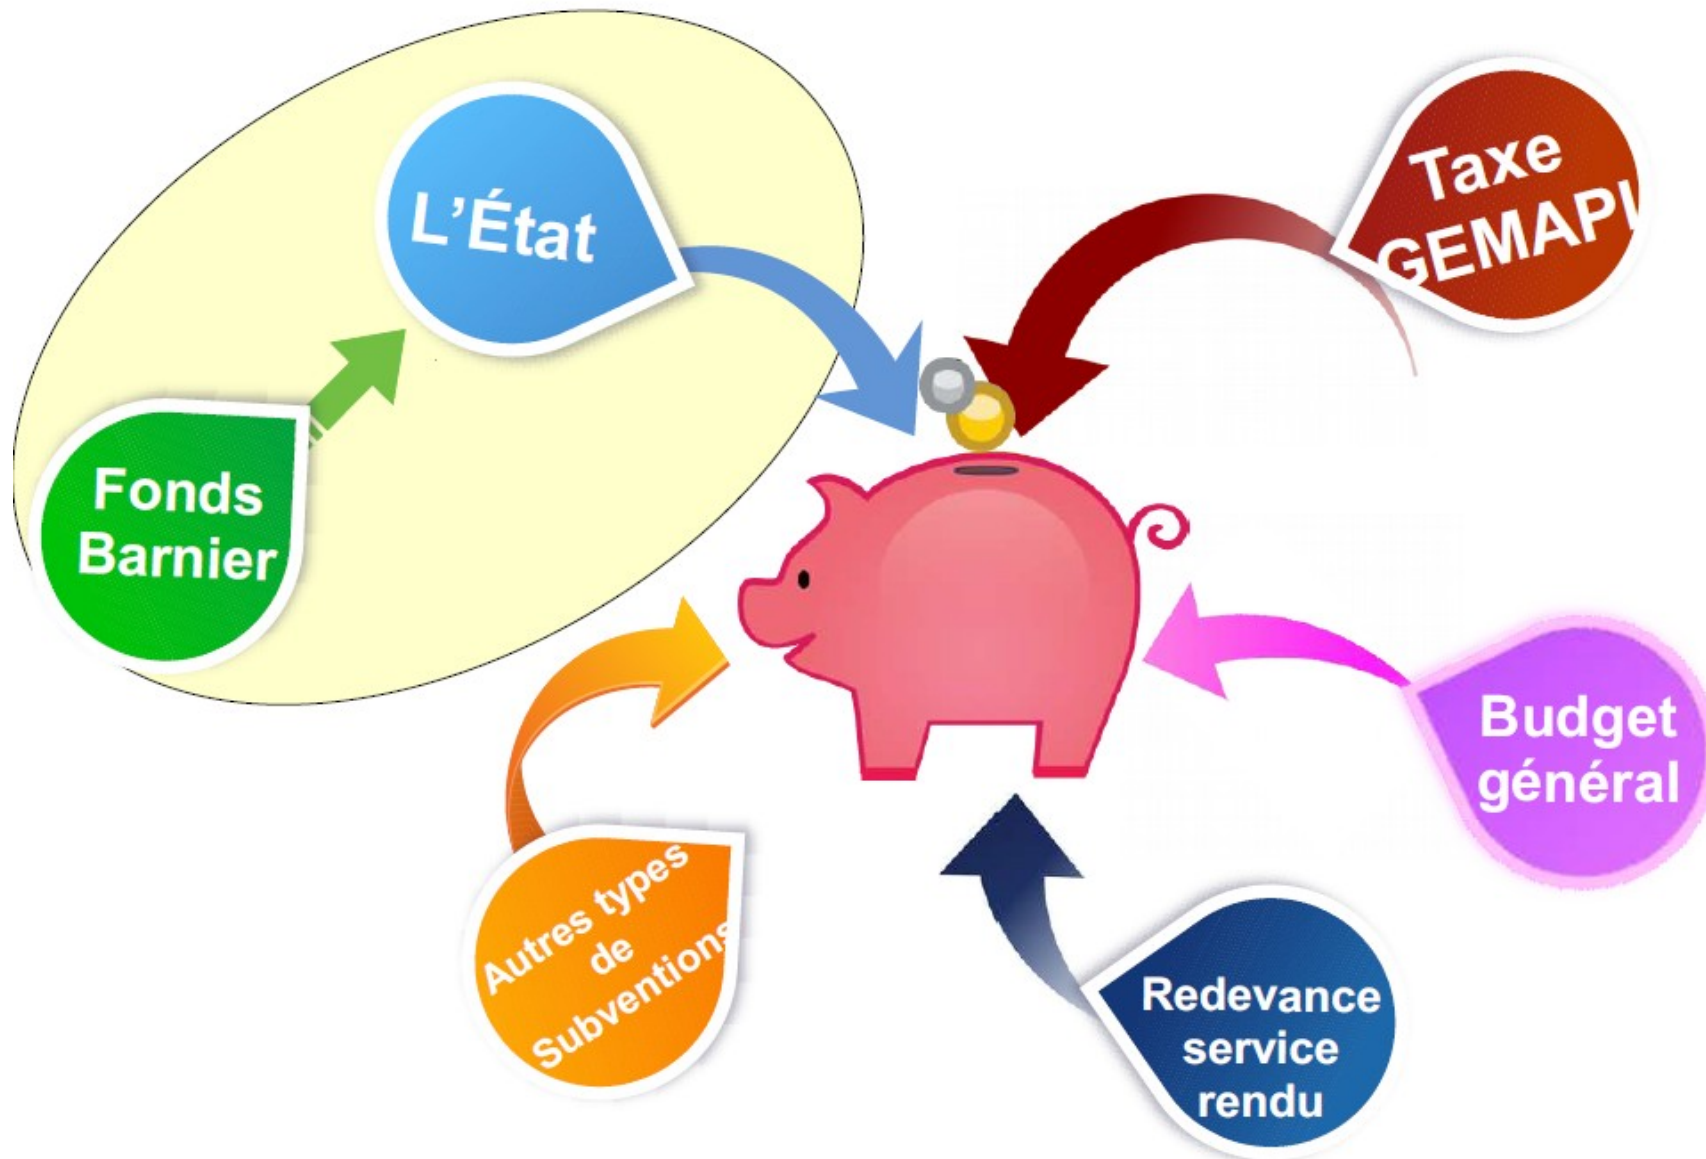 L’État
Taxe
GEMAPI
Fonds
Barnier
Budget
général
Autres types
de
Subventions
Redevance
service
rendu